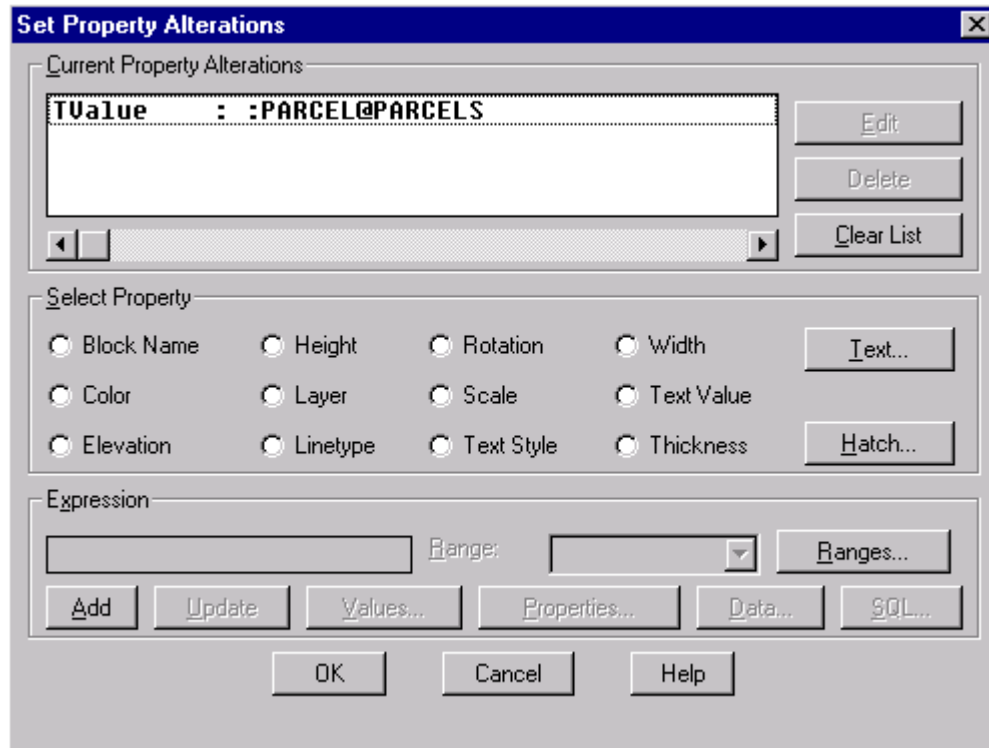 Set Property Alterations
Current Property Alterations
TValue : :PARCEL@PARCELS
Edit
Delete
Clear List
Select Property
Block Name Height Rotation Width Text...
Color Layer Scale Text Value
Elevation Linetype Text Style Thickness Hatch...
Expression
Range: Ranges...
Add Update Values... Properties... Data... SQL...
OK Cancel Help